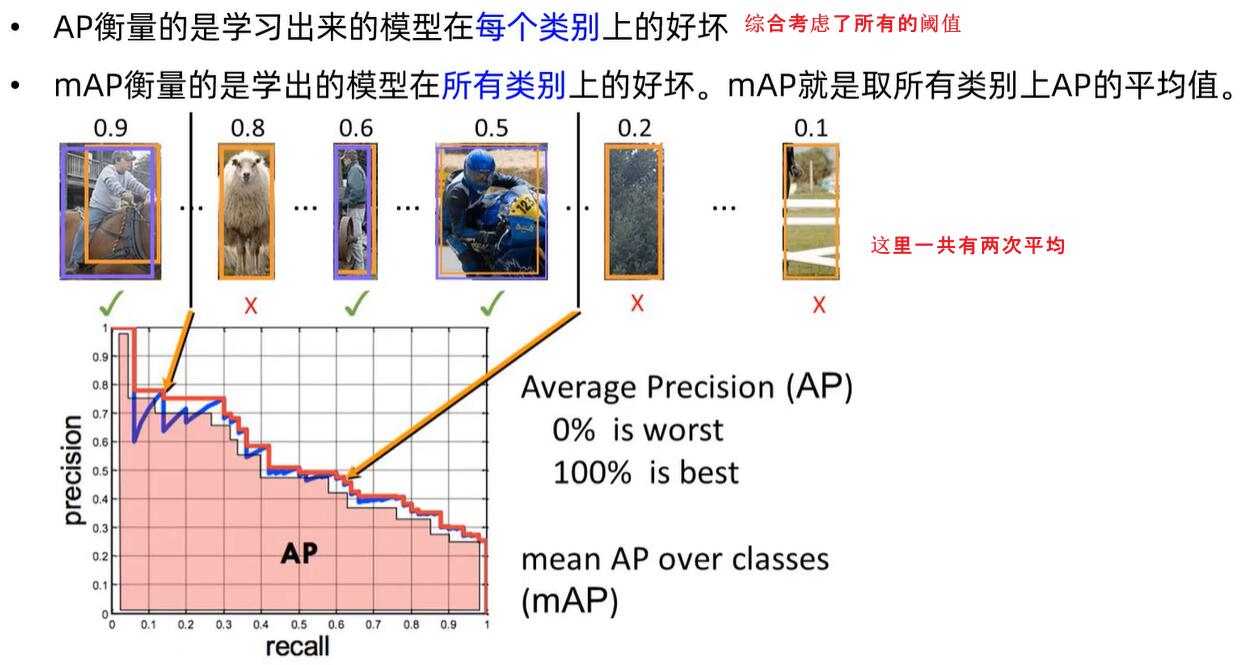 • AP衡量的是学习出来的模型在每个类别上的好坏 综合考虑了所有的阈值
• mAP衡量的是学出的模型在所有类别上的好坏。mAP就是取所有类别上AP的平均值。
0.9 0.8 0.6 0.5 0.2 0.1
... ... ... ... ...
123
这里一共有两次平均
✓ X ✓ ✓ X X
1
0.9
0.8
0.7
0.6
0.5
0.4
0.3
0.2
0.1
0
precision
AP
0 0.1 0.2 0.3 0.4 0.5 0.6 0.7 0.8 0.9 1
recall
Average Precision (AP)
0% is worst
100% is best
mean AP over classes
(mAP)